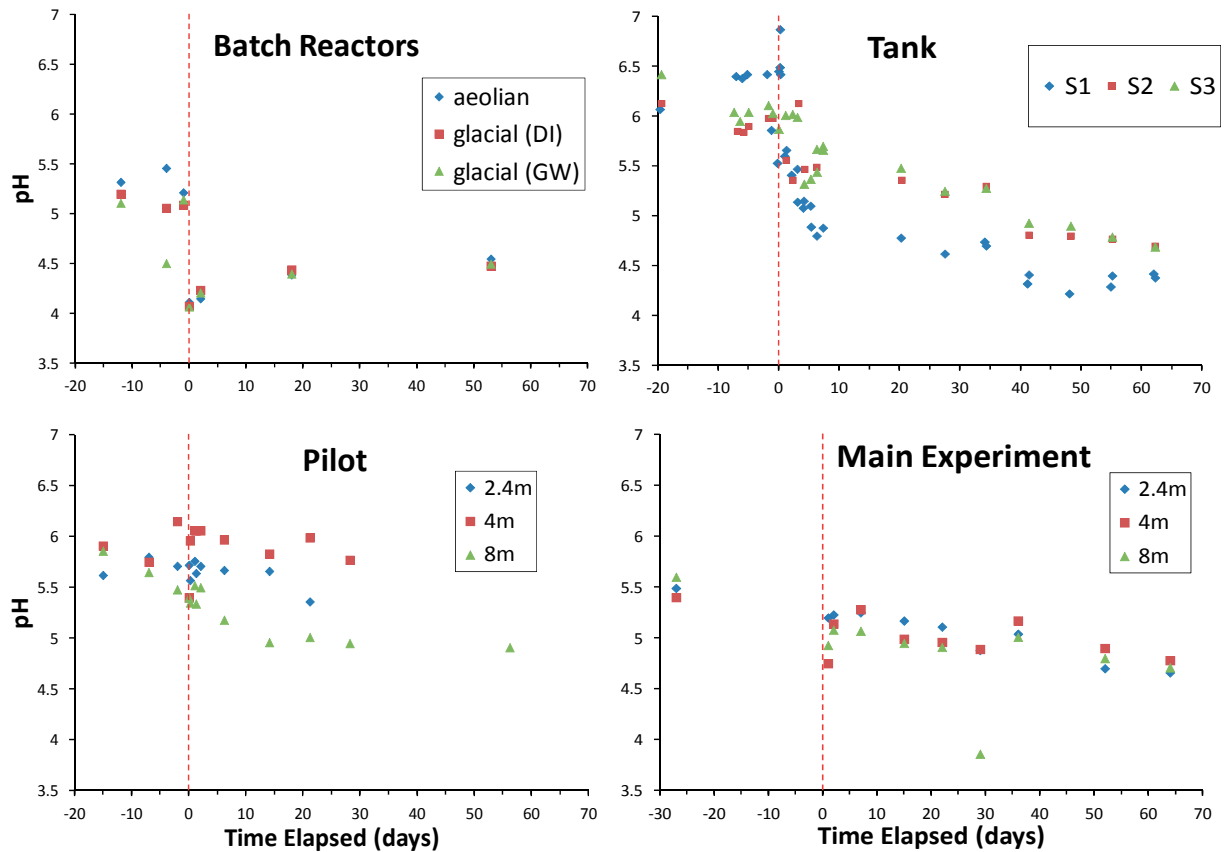 Batch Reactors
aeolian
glacial (DI)
glacial (GW)
pH
7
6.5
6
5.5
5
4.5
4
3.5
-20 -10 0 10 20 30 40 50 60 70
Tank
S1 S2 S3
7
6.5
6
5.5
5
4.5
4
3.5
-20 -10 0 10 20 30 40 50 60 70
Pilot
2.4m
4m
8m
pH
7
6.5
6
5.5
5
4.5
4
3.5
-20 -10 0 10 20 30 40 50 60 70
Time Elapsed (days)
Main Experiment
2.4m
4m
8m
7
6.5
6
5.5
5
4.5
4
3.5
-30 -20 -10 0 10 20 30 40 50 60 70
Time Elapsed (days)